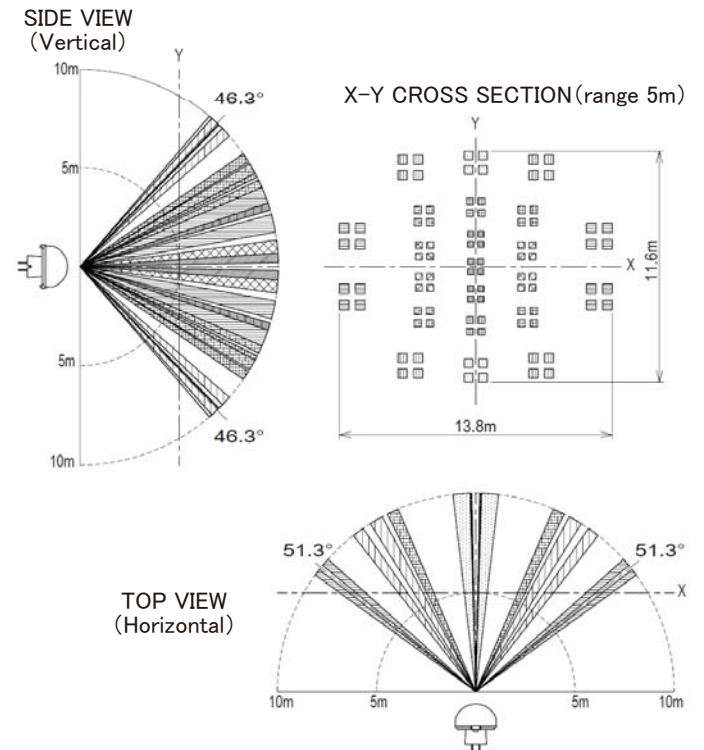 SIDE VIEW
(Vertical)
Y
10m
46.3°
5m
5m
46.3°
10m
X-Y CROSS SECTION(range 5m)
Y
X
11.6m
13.8m
51.3°
51.3°
X
TOP VIEW
(Horizontal)
10m
5m
5m
10m